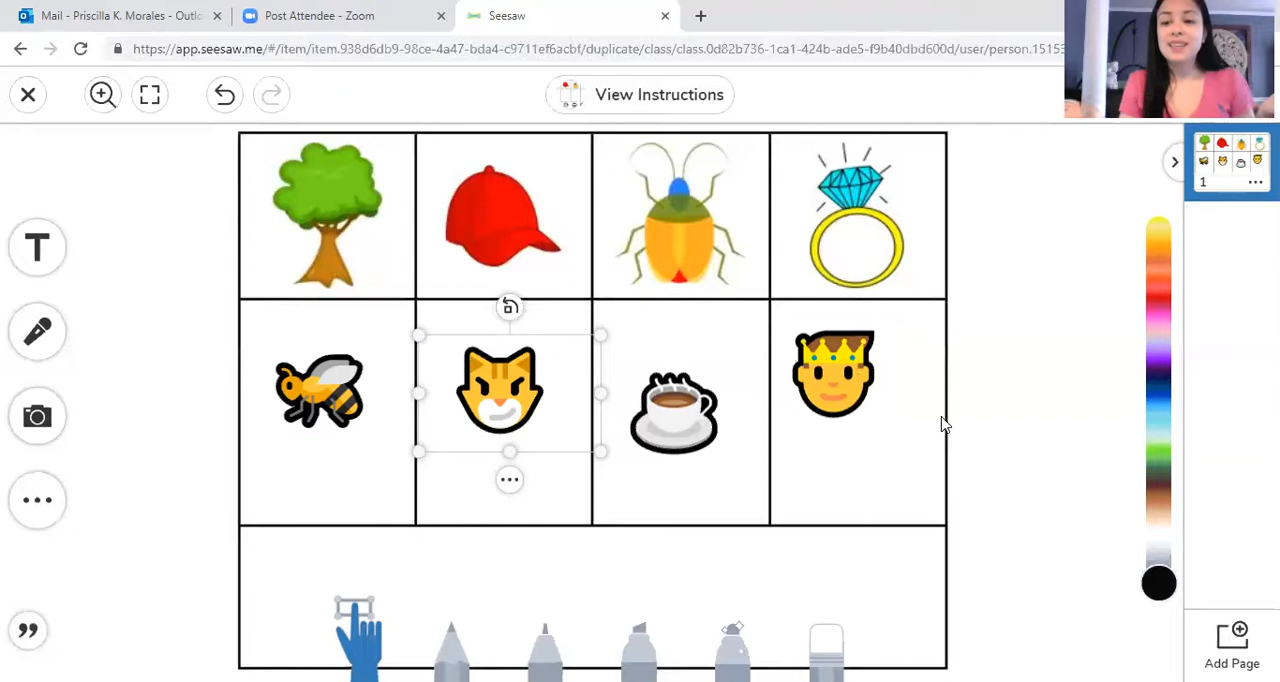 Mail - Priscilla K. Morales - Outlo
Post Attendee - Zoom
Seesaw
https://app.seesaw.me/#/item/item.938d6db9-98ce-4a47-bda4-c9711ef6acbf/duplicate/class/class.0d82b736-1ca1-424b-ade5-f9b40dbd600d/user/person.15153
View Instructions
T
1
Add Page